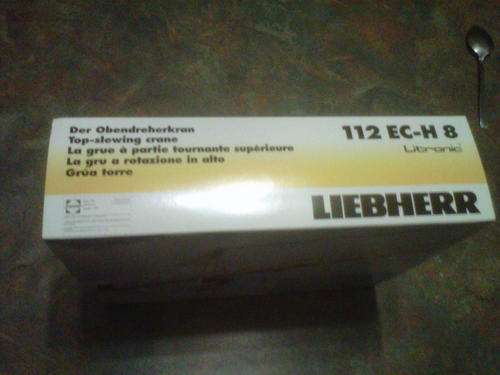 Der Obendreherkran
Top-slewing crane
La grue à partie tournante supérieure
La gru a rotazione in alto
Grúa torre
112 EC-H 8
Litronic
LIEBHERR